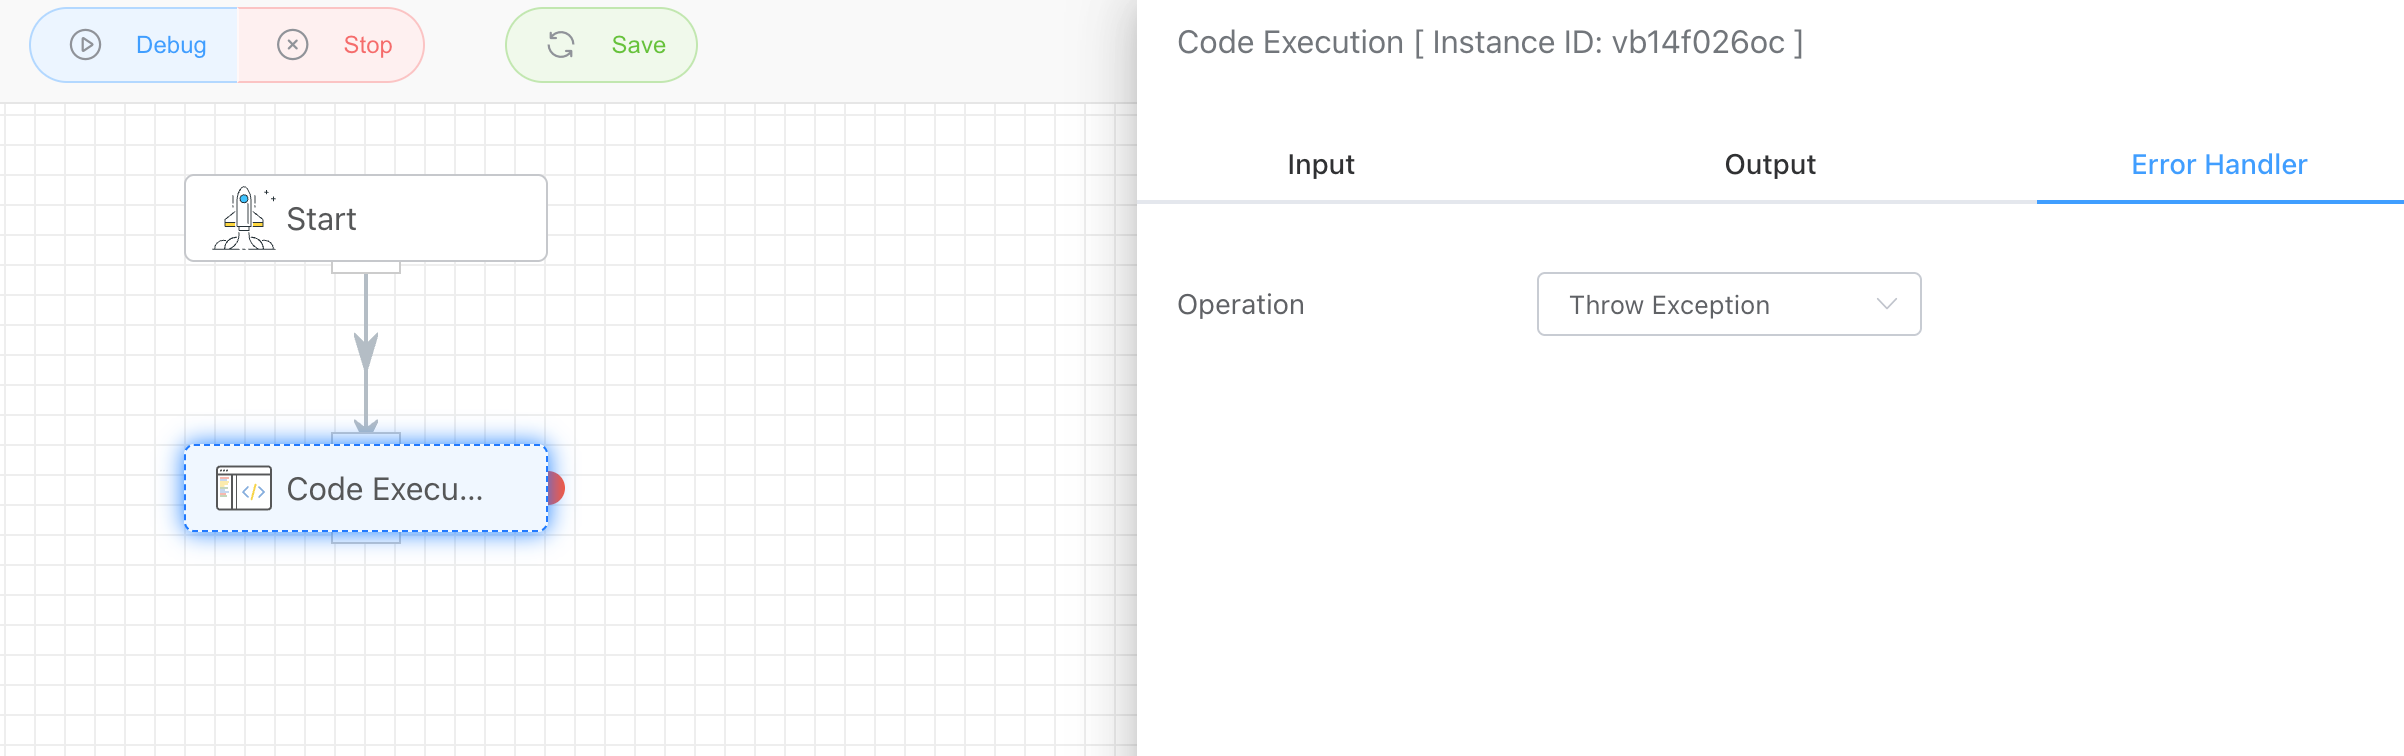 Debug
Stop
Save
Code Execution [ Instance ID: vb14f026oc ]
Input
Output
Error Handler
Operation
Throw Exception
Start
Code Execu...